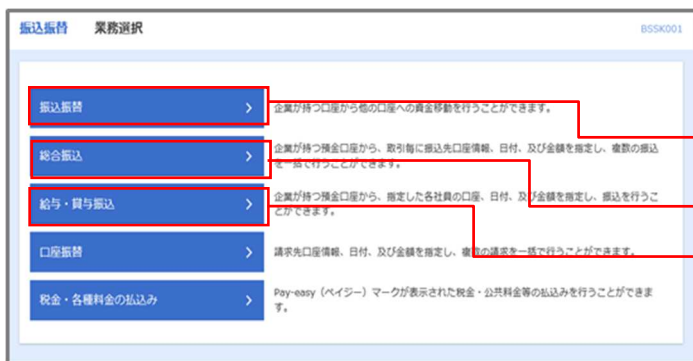 振込振替 業務選択 BSSK001
振込振替 企業が持つ口座から他の口座への資金移動を行うことができます。
総合振込 企業が持つ預金口座から、取引毎に振込先口座情報、日付、及び金額を指定し、複数の振込
を一括で行うことができます。
給与・賞与振込 企業が持つ預金口座から、指定した各社員の口座、日付、及び金額を指定し、振込を行うこ
とができます。
口座振替 請求先口座情報、日付、及び金額を指定し、複数の請求を一括で行うことができます。
税金・各種料金の払込み Pay-easy（ペイジー）マークが表示された税金・公共料金等の払込みを行うことができま
す。